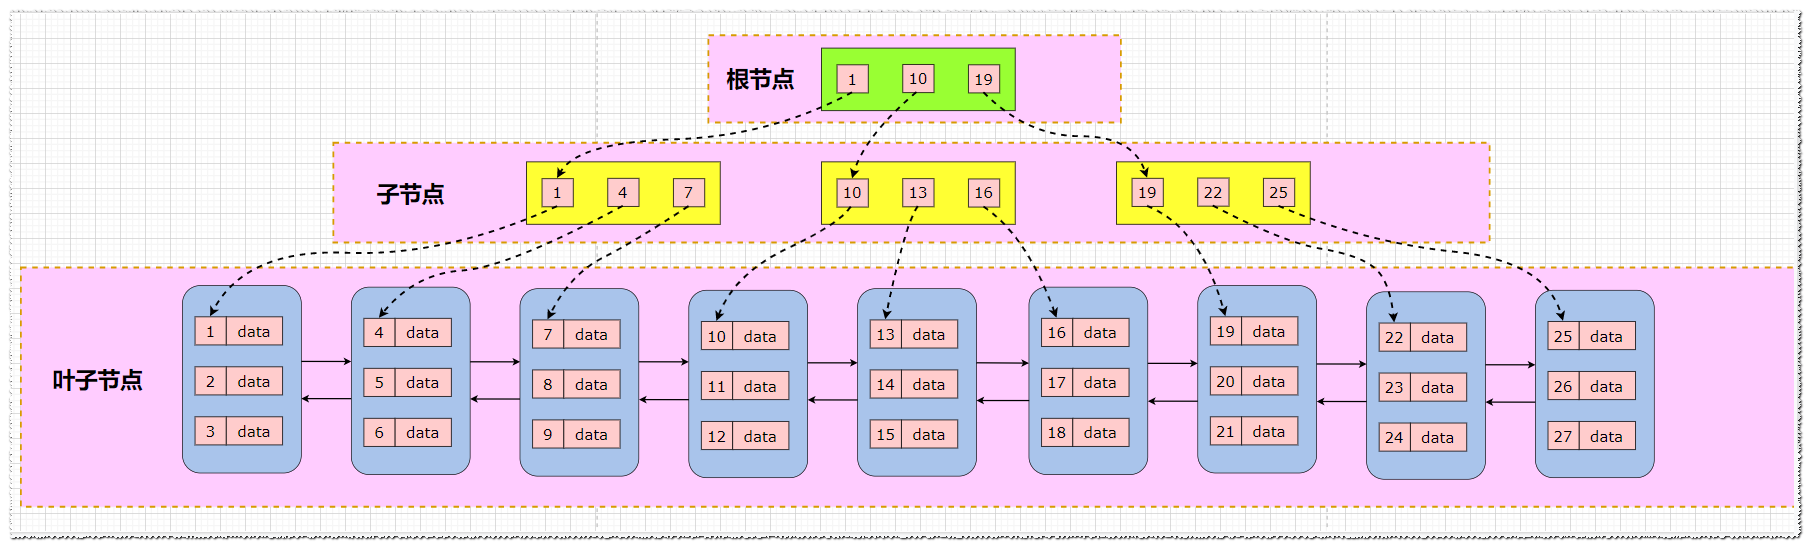 根节点 1 10 19
子节点 1 4 7 10 13 16 19 22 25
叶子节点
1 data 4 data 7 data 10 data 13 data 16 data 19 data 22 data 25 data
2 data 5 data 8 data 11 data 14 data 17 data 20 data 23 data 26 data
3 data 6 data 9 data 12 data 15 data 18 data 21 data 24 data 27 data